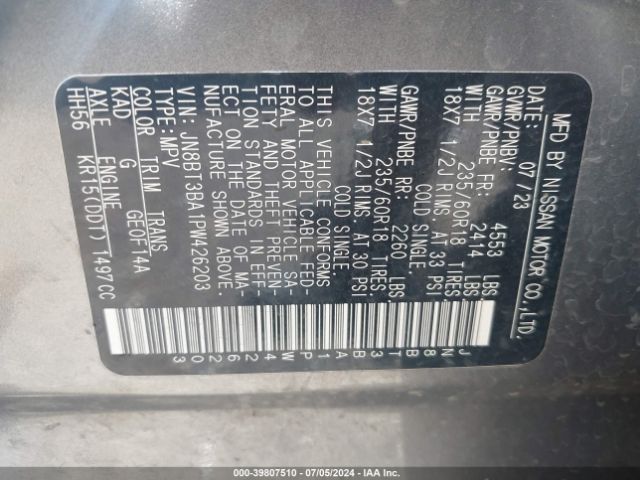 MFD BY NISSAN MOTOR CO.,LTD.
DATE: 07/23
GVWR/PNBV: 4553 LBS.
GAWR/PNBE FR: 2414 LBS.
WITH 235/60R18 TIRES
18X7 1/2J RIMS AT 33 PSI
COLD SINGLE.
GAWR/PNBE RR: 2260 LBS.
WITH 235/60R18 TIRES,
18X7 1/2J RIMS AT 30 PSI
COLD SINGLE.
THIS VEHICLE CONFORMS
TO ALL APPLICABLE FED-
ERAL MOTOR VEHICLE SA-
FETY AND THEFT PREVEN-
TION STANDARDS IN EFF-
ECT ON THE DATE OF MA-
NUFACTURE SHOWN ABOVE.
VIN: JN8BT3BA1PW426203
TYPE:MPV
COLOR TRIM TRANS
KAD G GE0F14A
AXLE ENGINE
HH56 KR15(DDT) 1497CC
JN8BT3BA1PW426203
000-39807510 | 07/05/2024 - IAA Inc.